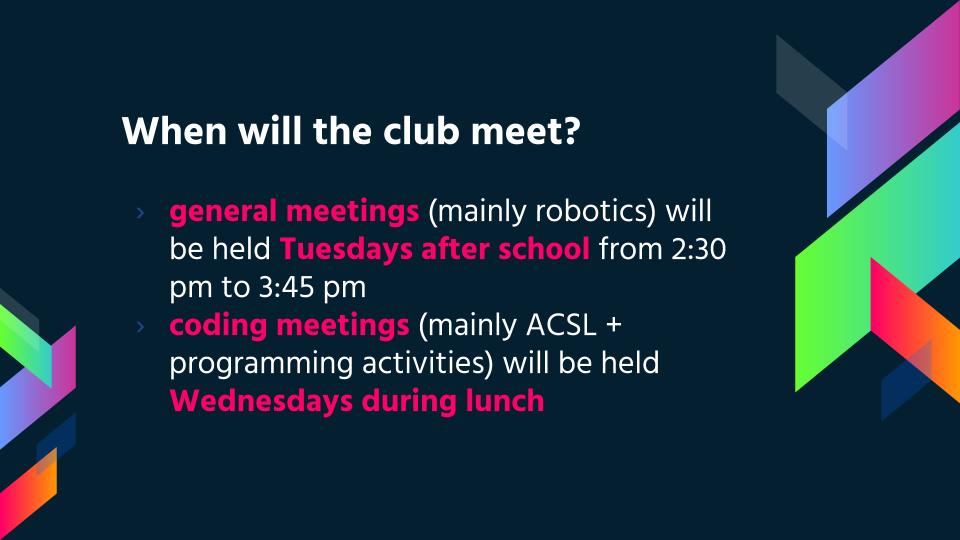 When will the club meet?
› general meetings (mainly robotics) will
be held Tuesdays after school from 2:30
pm to 3:45 pm
› coding meetings (mainly ACSL +
programming activities) will be held
Wednesdays during lunch